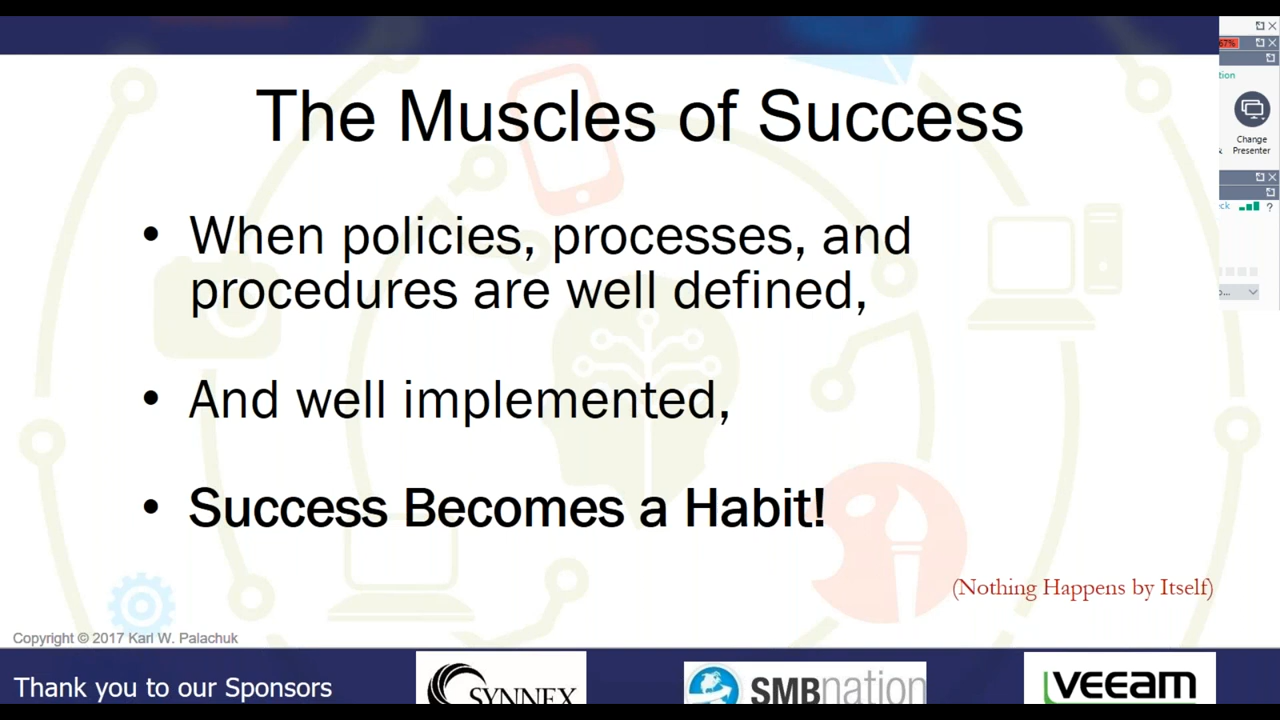 The Muscles of Success
• When policies, processes, and
procedures are well defined,
• And well implemented,
• Success Becomes a Habit!
(Nothing Happens by Itself)
Copyright © 2017 Karl W. Palachuk
Thank you to our Sponsors
SYNNEX
SMBnation
veeam
67%
Change
Presenter
?